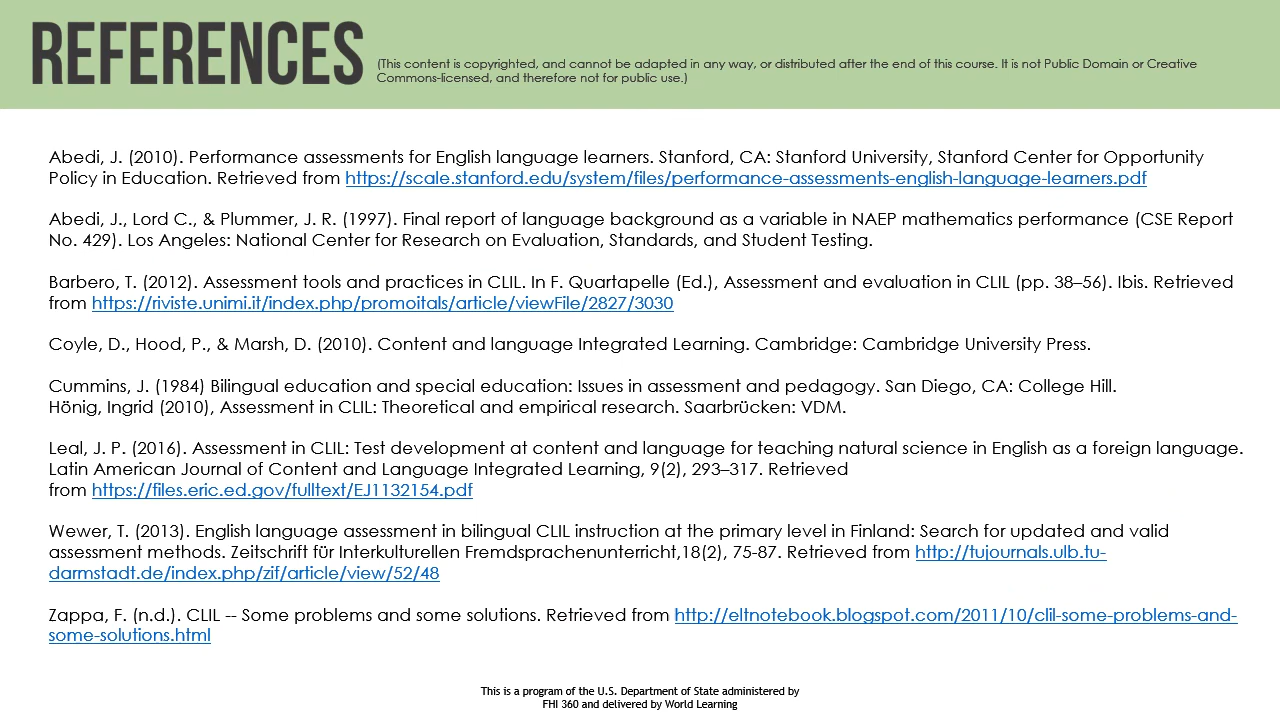 REFERENCES
(This content is copyrighted, and cannot be adapted in any way, or distributed after the end of this course. It is not Public Domain or Creative
Commons-licensed, and therefore not for public use.)
Abedi, J. (2010). Performance assessments for English language learners. Stanford, CA: Stanford University, Stanford Center for Opportunity
Policy in Education. Retrieved from https://scale.stanford.edu/system/files/performance-assessments-english-language-learners.pdf
Abedi, J., Lord C., & Plummer, J. R. (1997). Final report of language background as a variable in NAEP mathematics performance (CSE Report
No. 429). Los Angeles: National Center for Research on Evaluation, Standards, and Student Testing.
Barbero, T. (2012). Assessment tools and practices in CLIL. In F. Quartapelle (Ed.), Assessment and evaluation in CLIL (pp. 38–56). Ibis. Retrieved
from https://riviste.unimi.it/index.php/promoitals/article/viewFile/2827/3030
Coyle, D., Hood, P., & Marsh, D. (2010). Content and language Integrated Learning. Cambridge: Cambridge University Press.
Cummins, J. (1984) Bilingual education and special education: Issues in assessment and pedagogy. San Diego, CA: College Hill.
Hönig, Ingrid (2010), Assessment in CLIL: Theoretical and empirical research. Saarbrücken: VDM.
Leal, J. P. (2016). Assessment in CLIL: Test development at content and language for teaching natural science in English as a foreign language.
Latin American Journal of Content and Language Integrated Learning, 9(2), 293–317. Retrieved
from https://files.eric.ed.gov/fulltext/EJ1132154.pdf
Wewer, T. (2013). English language assessment in bilingual CLIL instruction at the primary level in Finland: Search for updated and valid
assessment methods. Zeitschrift für Interkulturellen Fremdsprachenunterricht,18(2), 75-87. Retrieved from http://tujournals.ulb.tu-
darmstadt.de/index.php/zif/article/view/52/48
Zappa, F. (n.d.). CLIL -- Some problems and some solutions. Retrieved from http://eltnotebook.blogspot.com/2011/10/clil-some-problems-and-
some-solutions.html
This is a program of the U.S. Department of State administered by
FHI 360 and delivered by World Learning